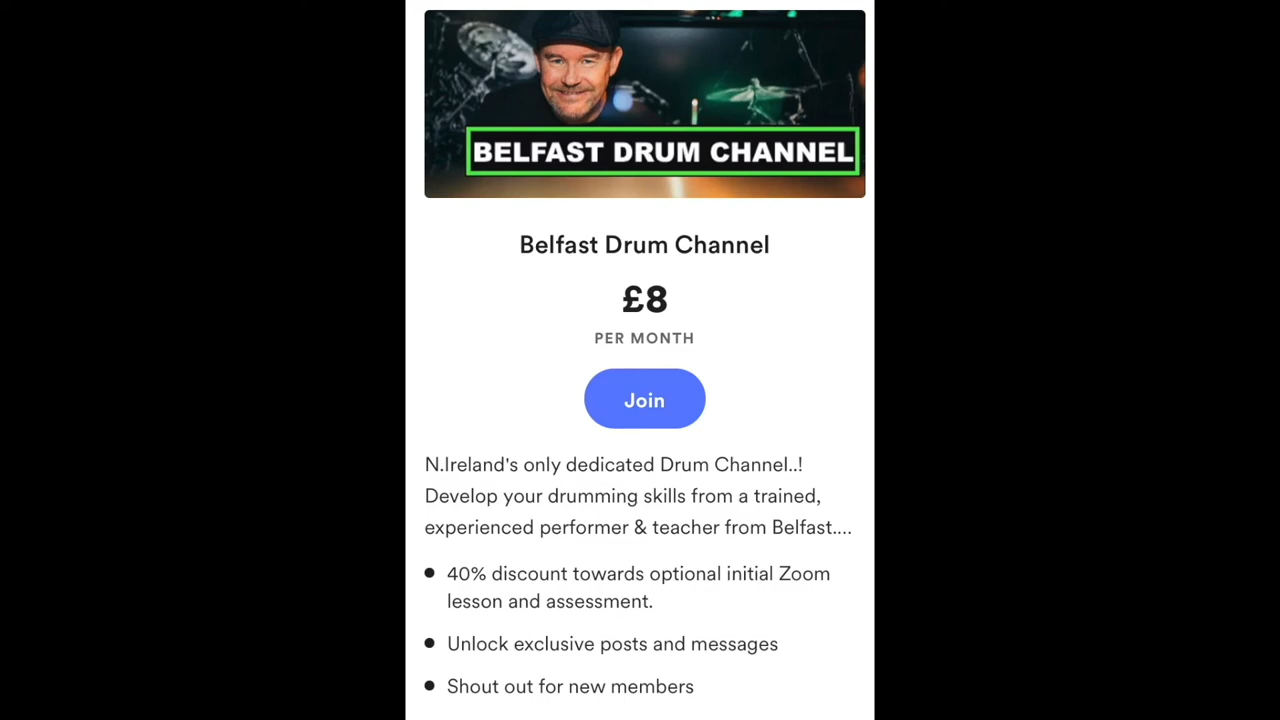 BELFAST DRUM CHANNEL
Belfast Drum Channel
£8
PER MONTH
Join
N.Ireland's only dedicated Drum Channel..!
Develop your drumming skills from a trained,
experienced performer & teacher from Belfast....
40% discount towards optional initial Zoom
lesson and assessment.
Unlock exclusive posts and messages
Shout out for new members